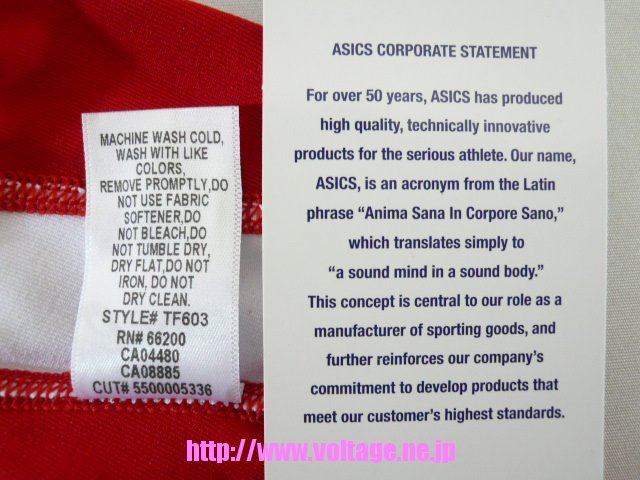 MACHINE WASH COLD,
WASH WITH LIKE
COLORS,
REMOVE PROMPTLY,DO
NOT USE FABRIC
SOFTENER,DO
NOT BLEACH,DO
NOT TUMBLE DRY,
DRY FLAT,DO NOT
IRON, DO NOT
DRY CLEAN.
STYLE# TF603
RN# 66200
CA04480
CA08885
CUT# 5500005336
ASICS CORPORATE STATEMENT
For over 50 years, ASICS has produced
high quality, technically innovative
products for the serious athlete. Our name,
ASICS, is an acronym from the Latin
phrase “Anima Sana In Corpore Sano,”
which translates simply to
“a sound mind in a sound body.”
This concept is central to our role as a
manufacturer of sporting goods, and
further reinforces our company’s
commitment to develop products that
meet our customer’s highest standards.
http://www.voltage.ne.jp